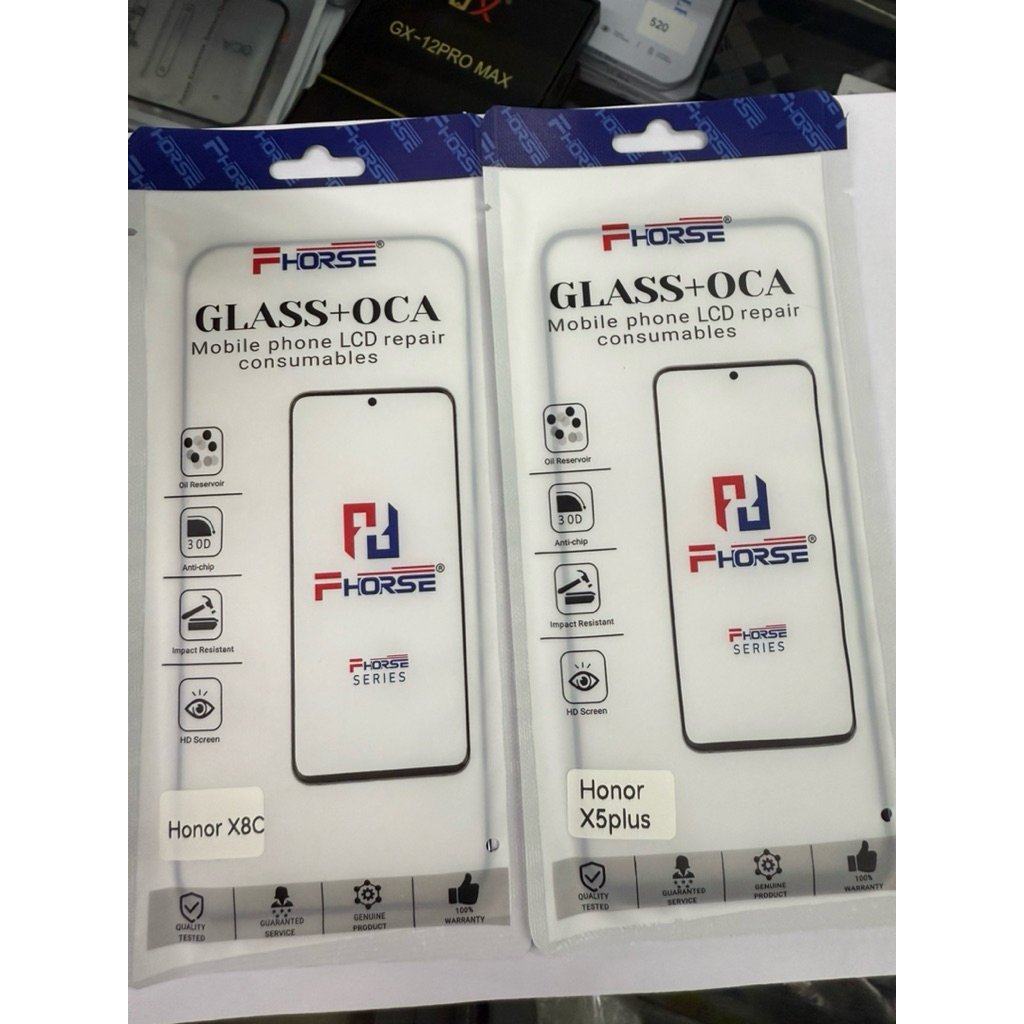 GX-12PRO MAX
520
FHORSE®
GLASS+OCA
Mobile phone LCD repair
consumables
Oil Reservoir
30D
Anti-chip
Impact Resistant
HD Screen
FHORSE®
FHORSE
SERIES
Honor X8C
QUALITY
TESTED
GUARANTED
SERVICE
GENUINE
PRODUCT
100%
WARRANTY
FHORSE®
GLASS+OCA
Mobile phone LCD repair
consumables
Oil Reservoir
30D
Anti-chip
Impact Resistant
HD Screen
FHORSE®
FHORSE
SERIES
Honor
X5plus
QUALITY
TESTED
GUARANTED
SERVICE
GENUINE
PRODUCT
100%
WARRANTY